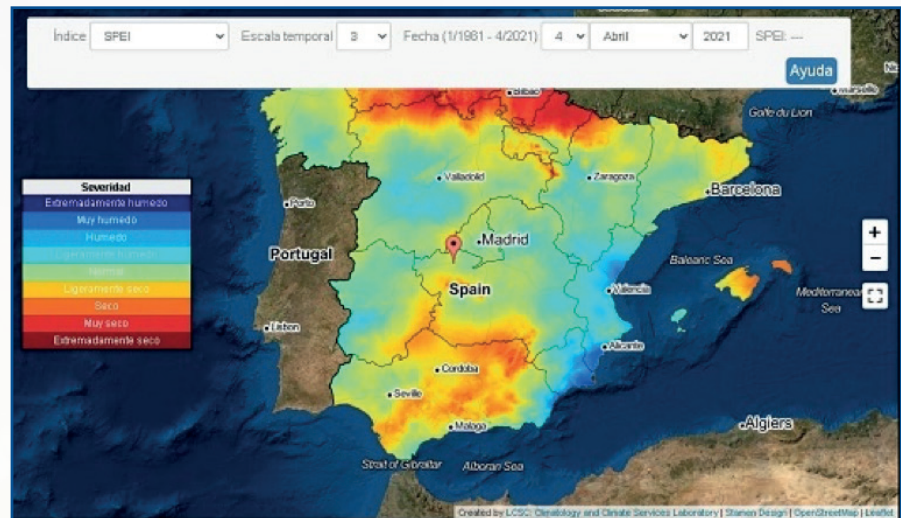 Índice SPEI Escala temporal 3 Fecha (1/1981 - 4/2021) 4 Abril 2021 SPEI: ---
Ayuda
Bilbao
Marseille
Golfe du Lion
Severidad
Extremadamente humedo
Muy humedo
Humedo
Ligeramente humedo
Normal
Ligeramente seco
Seco
Muy seco
Extremadamente seco
Valladolid
Zaragoza
Barcelona
Porto
Madrid
+
−
Portugal
Balearic Sea
Spain
Valencia
Mediterranean
Sea
Lisbon
Alicante
Cordoba
Seville
Malaga
Algiers
Strait of Gibraltar
Alboran Sea
Created by LCSC: Climatology and Climate Services Laboratory | Stamen Design | OpenStreetMap | Leaflet